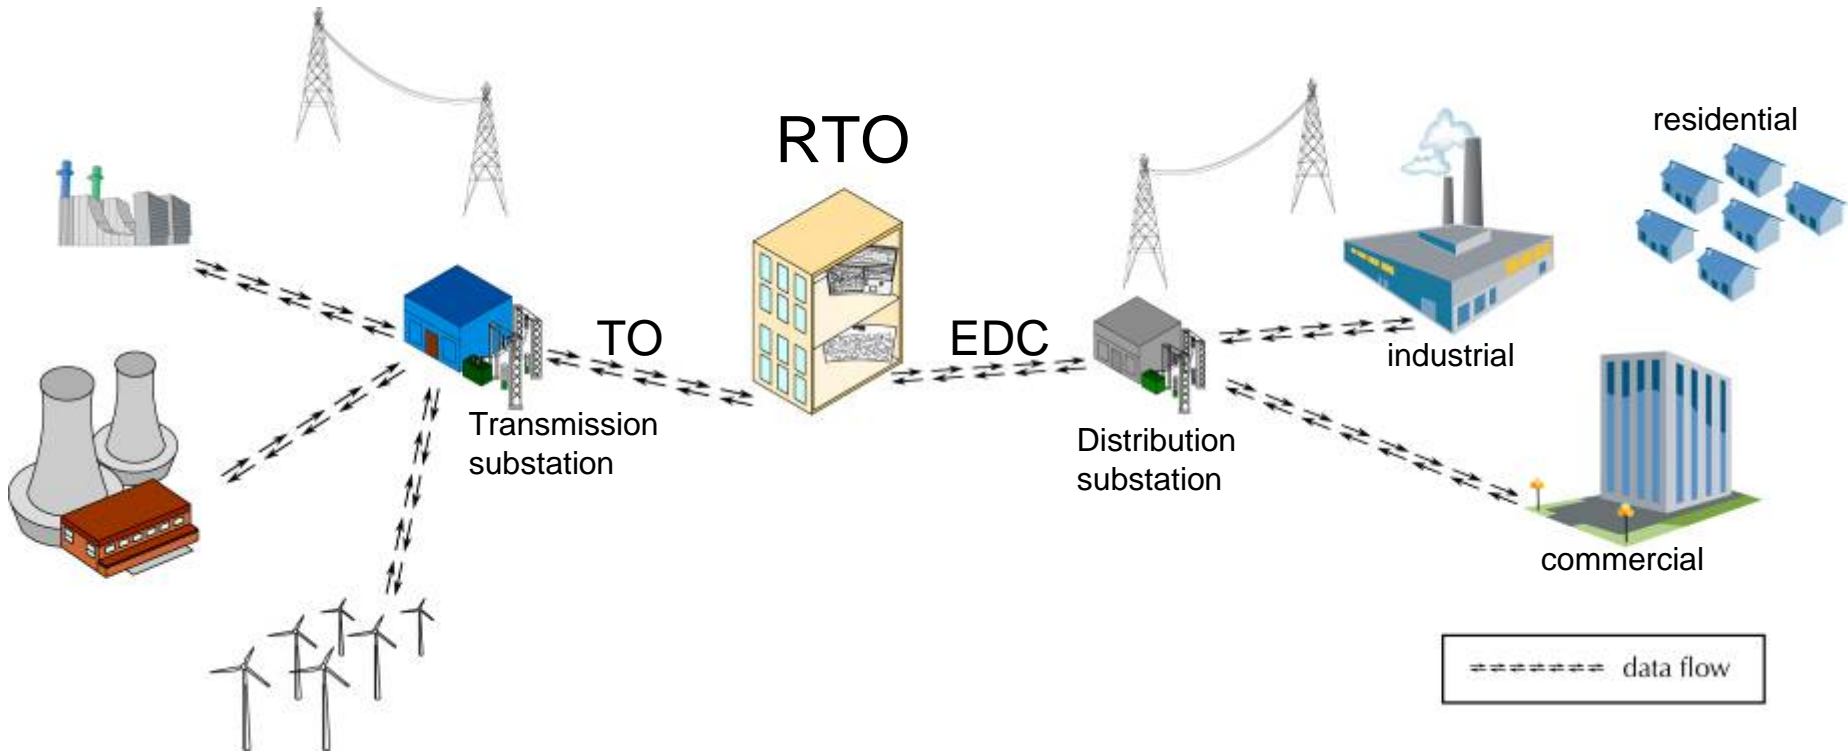 RTO
residential
TO
EDC
industrial
Transmission
substation
Distribution
substation
commercial
data flow